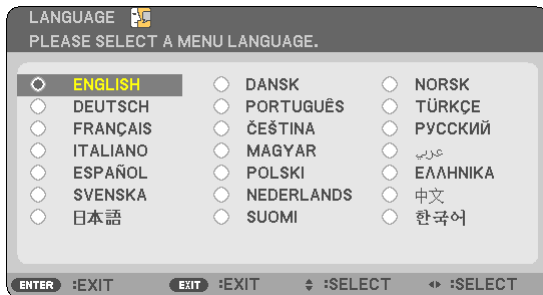 LANGUAGE
PLEASE SELECT A MENU LANGUAGE.
ENGLISH DANSK NORSK
DEUTSCH PORTUGUÊS TÜRKÇE
FRANÇAIS ČEŠTINA РУССКИЙ
ITALIANO MAGYAR عربي
ESPAÑOL POLSKI ΕΛΛΗΝΙΚΑ
SVENSKA NEDERLANDS 中文
日本語 SUOMI 한국어
ENTER :EXIT EXIT :EXIT :SELECT :SELECT